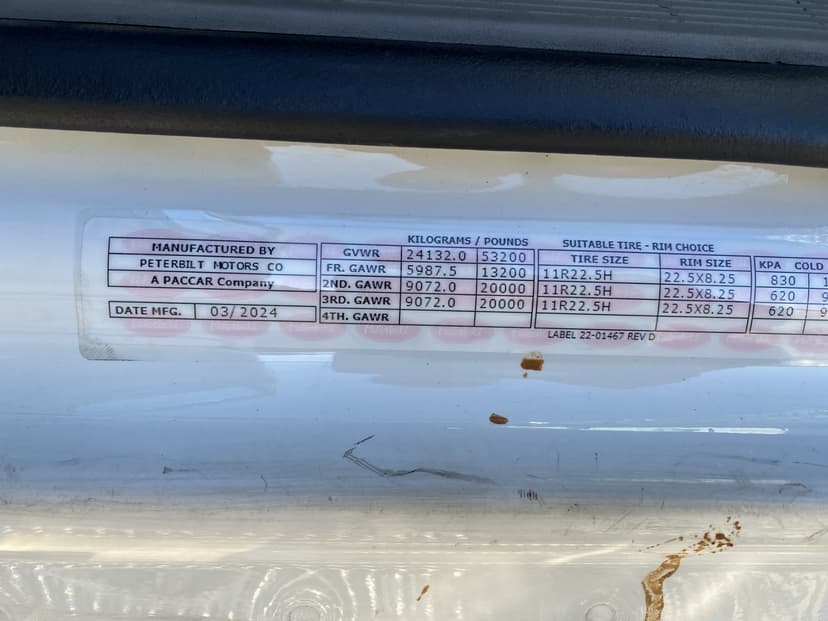 KILOGRAMS / POUNDS SUITABLE TIRE - RIM CHOICE
MANUFACTURED BY GVWR 24132.0 53200 TIRE SIZE RIM SIZE KPA COLD
PETERBILT MOTORS CO FR. GAWR 5987.5 13200 11R22.5H 22.5X8.25 830
A PACCAR Company 2ND. GAWR 9072.0 20000 11R22.5H 22.5X8.25 620
3RD. GAWR 9072.0 20000 11R22.5H 22.5X8.25 620
DATE MFG. 03/2024 4TH. GAWR
LABEL 22-01467 REV D